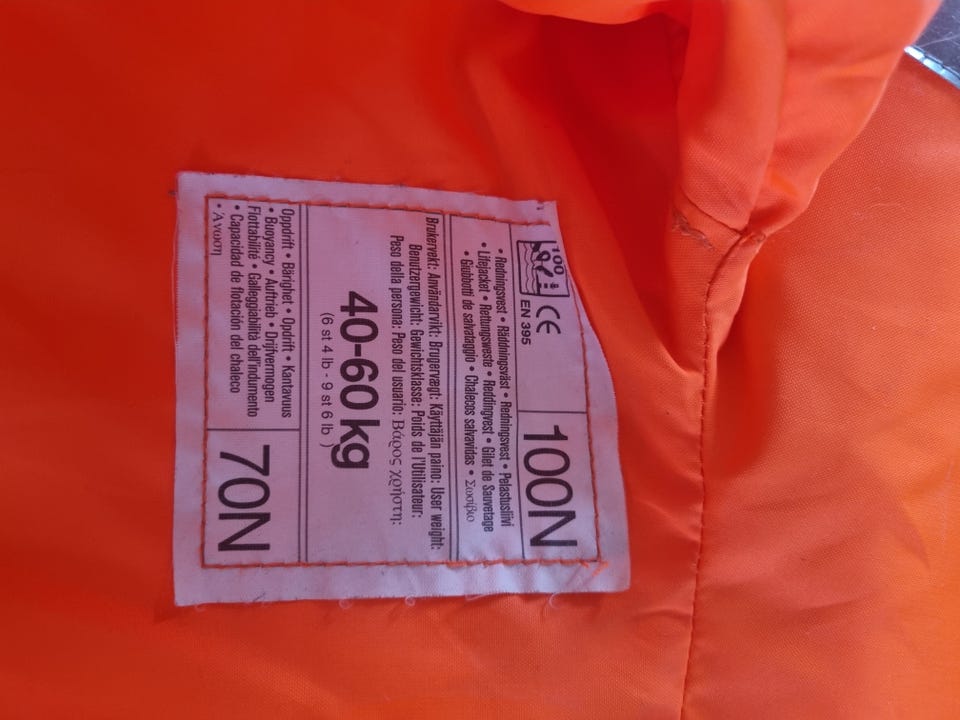 100
CE
EN 395
100N
• Redningsvest • Räddningsväst • Redningsvest • Pelastusliivi
• Lifejacket • Rettungsweste • Reddingvest • Gilet de Sauvetage
• Giubbotti de salvataggio • Chalecos salvavidas • Σωσίβιο
Brukervekt: Användarvikt: Brugervægt: Käyttäjän paino: User weight:
Benutzergewicht: Gewichtsklasse: Poids de l'Utilisateur:
Peso della persona: Peso del usuario: Βάρος χρήστη:
40-60 kg
(6 st 4 lb - 9 st 6 lb )
Oppdrift • Bärighet • Opdrift • Kantavuus
• Buoyancy • Auftrieb • Drijfvermogen
Flottabilité • Galleggiabilità dell'indumento
• Capacidad de flotación del chaleco
• Άνωση
70N